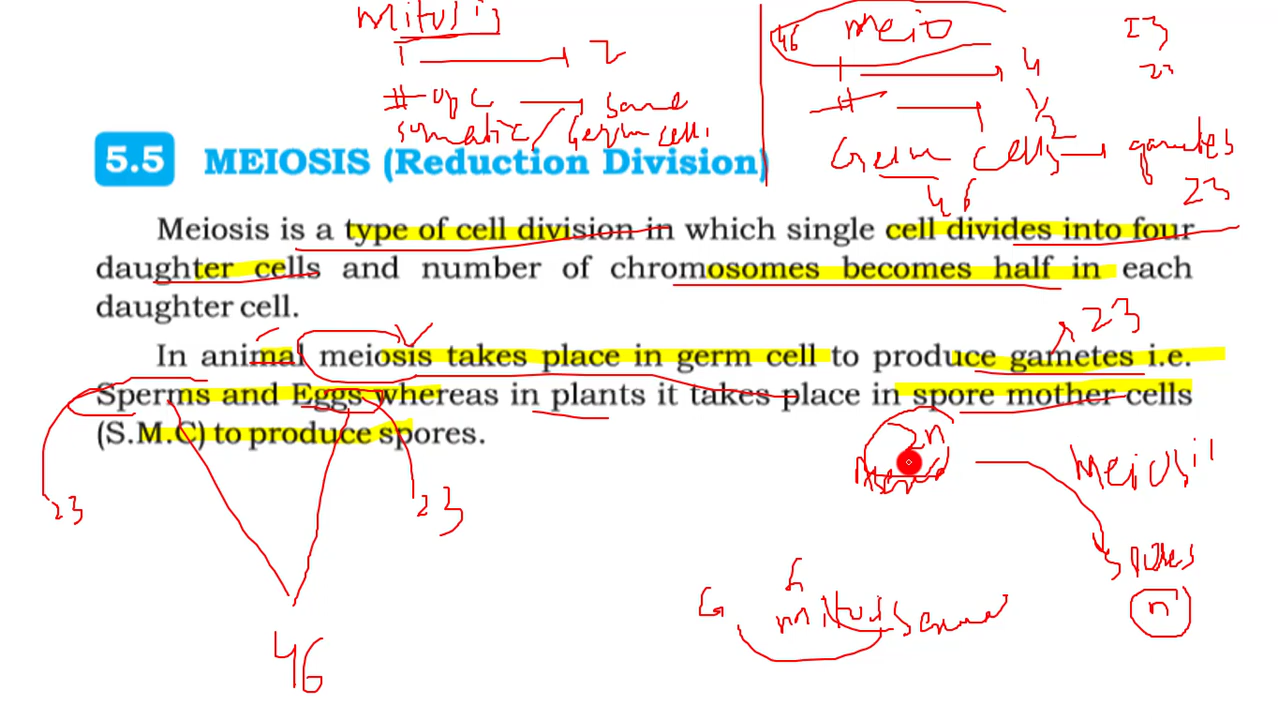 Mitosis
1 → 2
# of c → same
somatic / Germ cells
46 meio
1 → 4
23
23
# →
Germ cells → gametes
46
23
5.5 MEIOSIS (Reduction Division)
Meiosis is a type of cell division in which single cell divides into four
daughter cells and number of chromosomes becomes half in each
daughter cell.
23
In animal meiosis takes place in germ cell to produce gametes i.e.
Sperms and Eggs whereas in plants it takes place in spore mother cells
(S.M.C) to produce spores.
2n
Meiosis
23
23
spores
n
G
mitosis
46